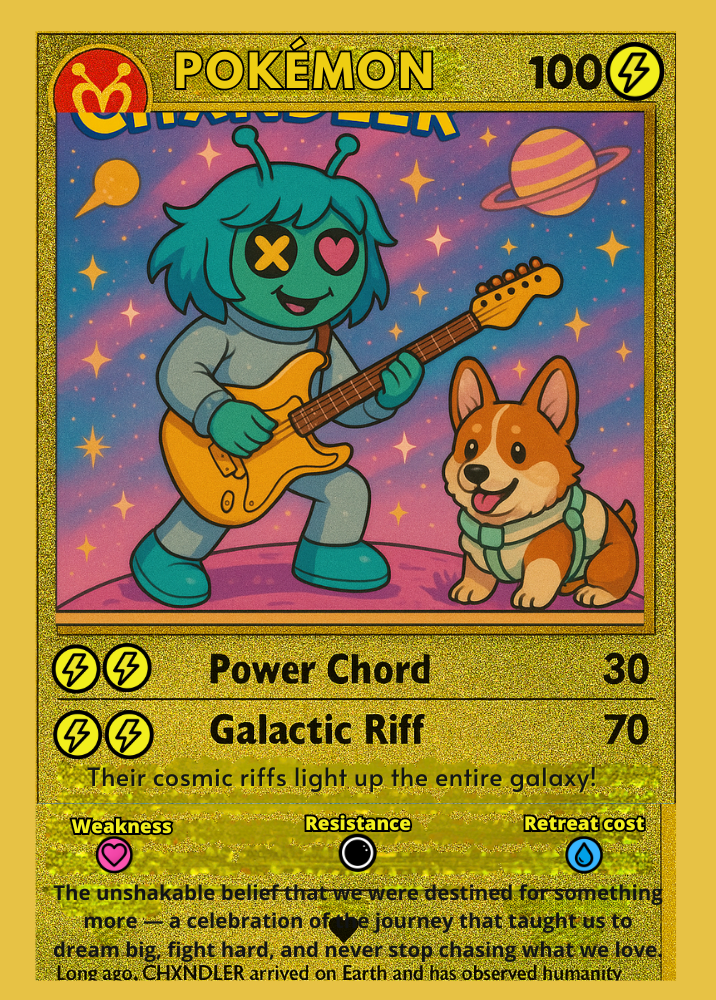 POKÉMON
100
CHXNDLER
Power Chord 30
Galactic Riff 70
Their cosmic riffs light up the entire galaxy!
Weakness Resistance Retreat cost
The unshakable belief that we were destined for something
more — a celebration of the journey that taught us to
dream big, fight hard, and never stop chasing what we love.
Long ago, CHXNDLER arrived on Earth and has observed humanity